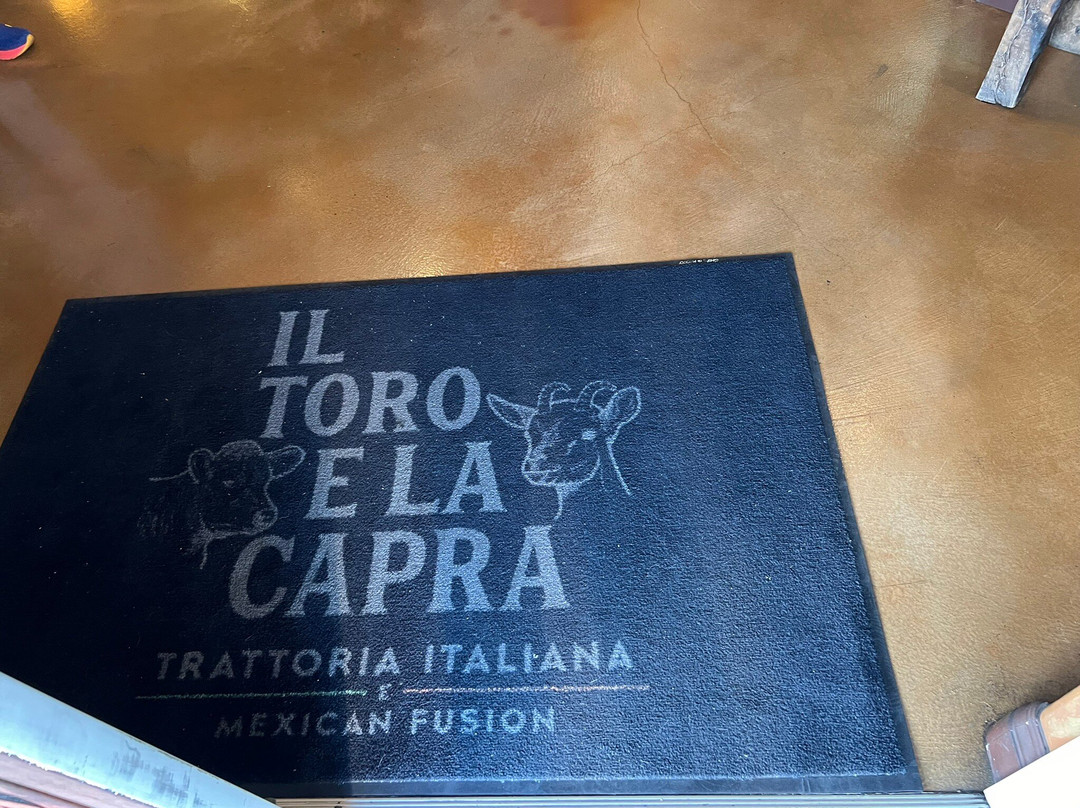 IL
TORO
E LA
CAPRA
TRATTORIA ITALIANA
E
MEXICAN FUSION